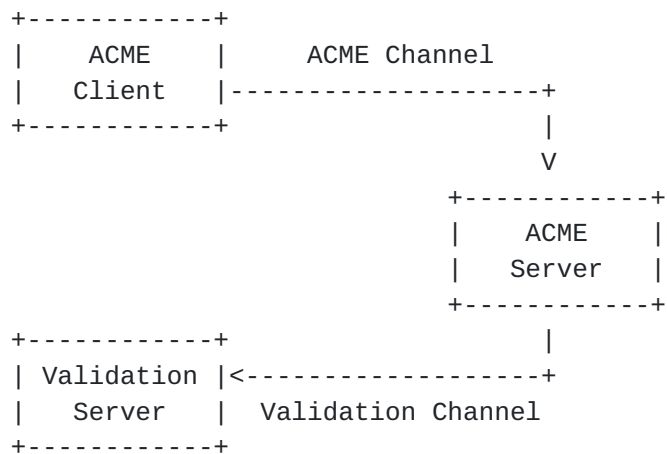 ACME ACME Channel
Client
ACME
Server
Validation
Server Validation Channel